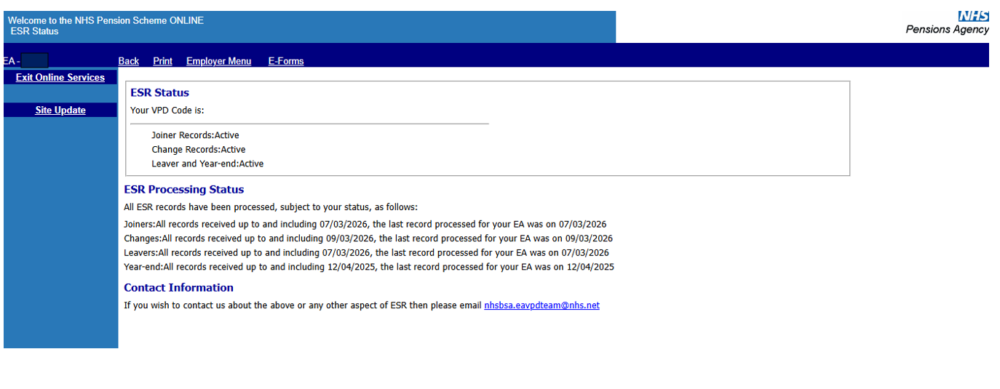 Welcome to the NHS Pension Scheme ONLINE
ESR Status
NHS
Pensions Agency
EA -
Back Print Employer Menu E-Forms
Exit Online Services
Site Update
ESR Status
Your VPD Code is:
Joiner Records:Active
Change Records:Active
Leaver and Year-end:Active
ESR Processing Status
All ESR records have been processed, subject to your status, as follows:
Joiners:All records received up to and including 07/03/2026, the last record processed for your EA was on 07/03/2026
Changes:All records received up to and including 09/03/2026, the last record processed for your EA was on 09/03/2026
Leavers:All records received up to and including 07/03/2026, the last record processed for your EA was on 07/03/2026
Year-end:All records received up to and including 12/04/2025, the last record processed for your EA was on 12/04/2025
Contact Information
If you wish to contact us about the above or any other aspect of ESR then please email nhsbsa.eavpdteam@nhs.net